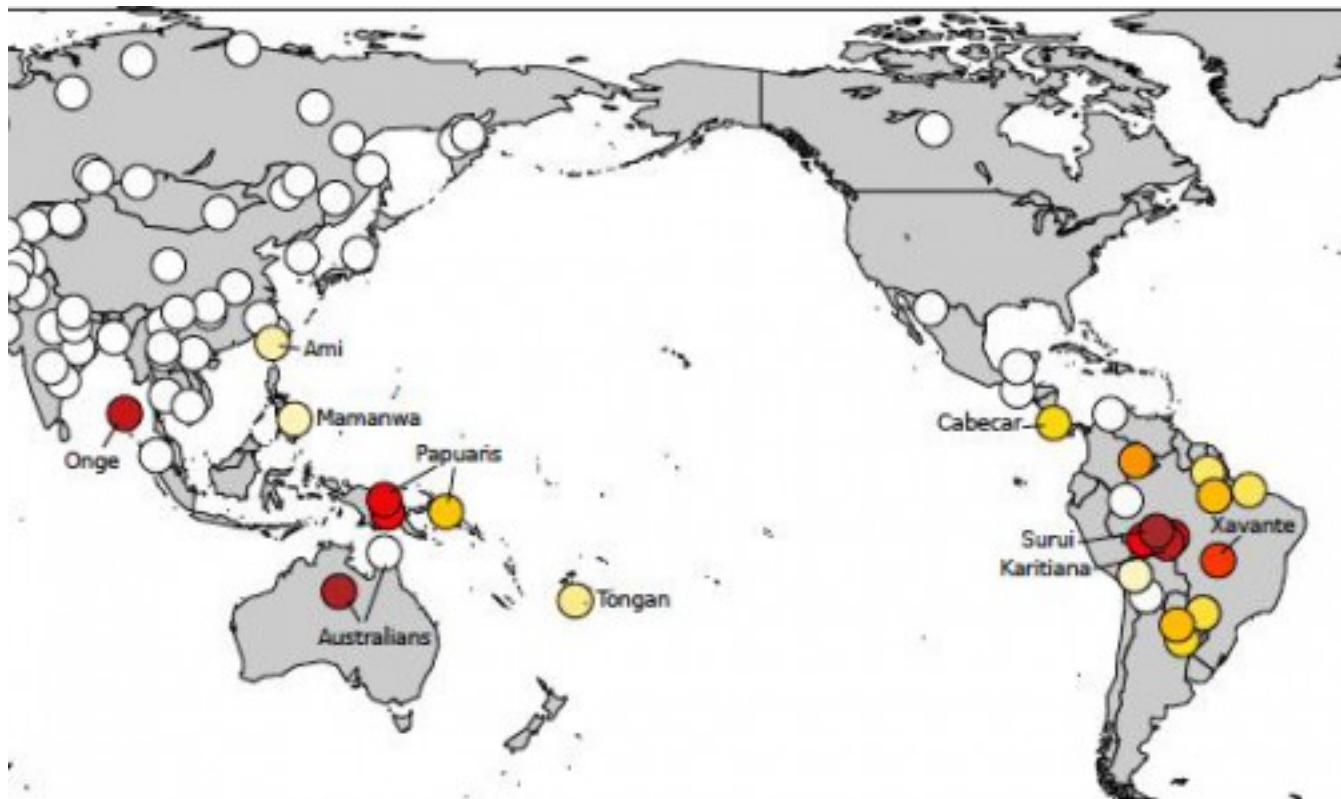 Ami
Mamanwa
Onge
Papuans
Australians
Tongan
Cabecar
Surui
Karitiana
Xavante